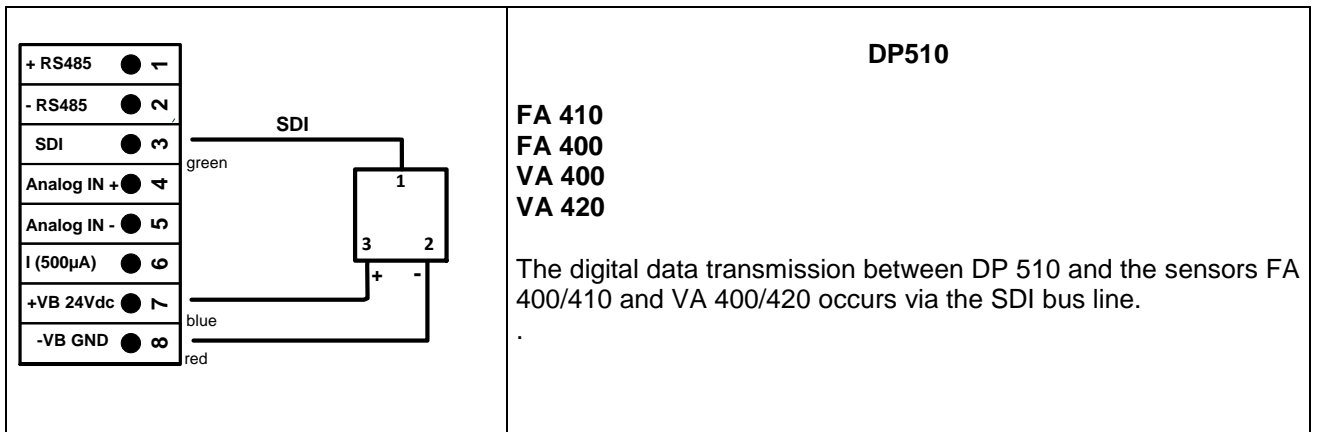 + RS485 1
- RS485 2
SDI 3
Analog IN + 4
Analog IN - 5
I (500µA) 6
+VB 24Vdc 7
-VB GND 8
SDI
green
blue
red
1
3 2
+ -
DP510
FA 410
FA 400
VA 400
VA 420
The digital data transmission between DP 510 and the sensors FA
400/410 and VA 400/420 occurs via the SDI bus line.
.